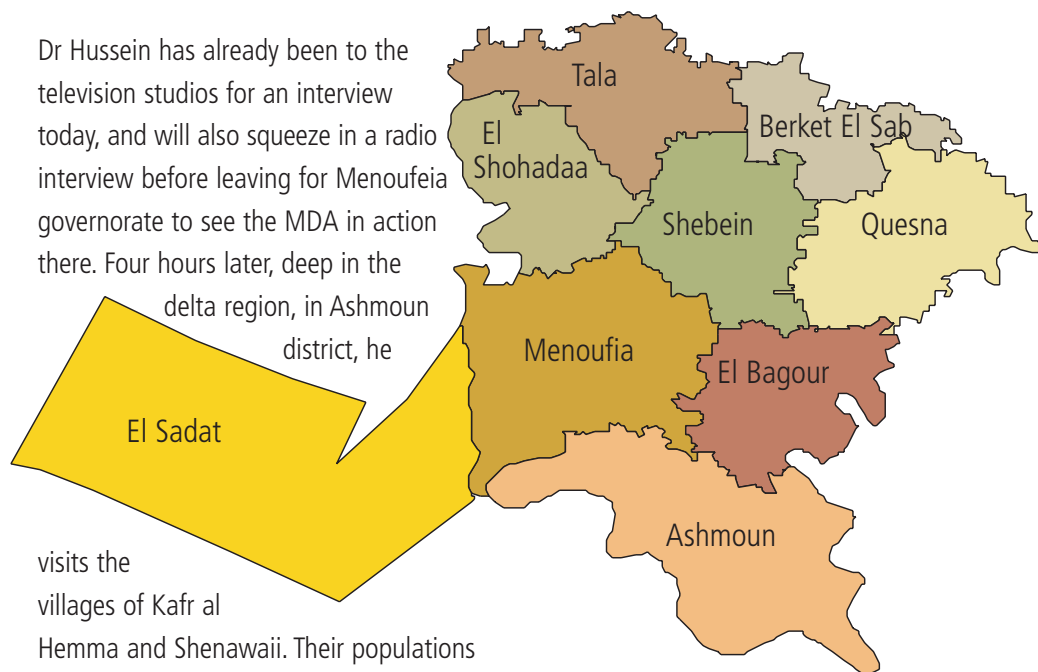 Dr Hussein has already been to the
television studios for an interview
today, and will also squeeze in a radio
interview before leaving for Menoufeia
governorate to see the MDA in action
there. Four hours later, deep in the
delta region, in Ashmoun
district, he
visits the
villages of Kafr al
Hemma and Shenawaii. Their populations
Tala
Berket El Sab
El
Shohadaa
Shebein
Quesna
Menoufia
El Bagour
El Sadat
Ashmoun